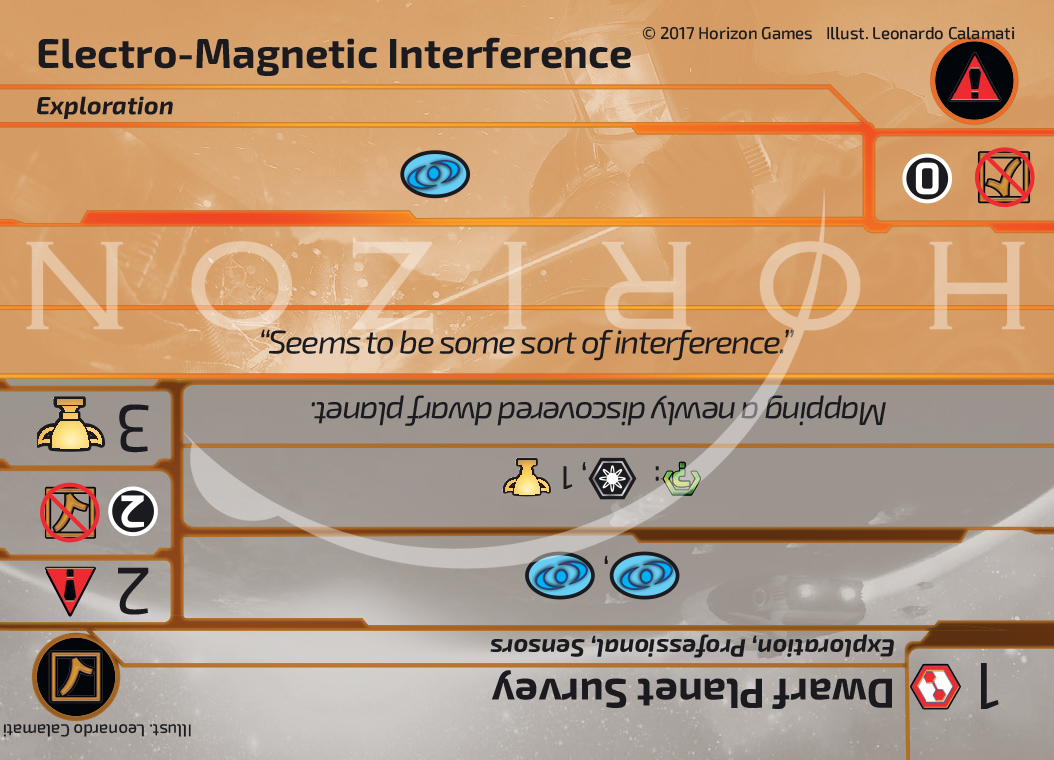 Electro-Magnetic Interference
© 2017 Horizon Games Illust. Leonardo Calamati
Exploration
0
HORIZON
“Seems to be some sort of interference.”
1
Dwarf Planet Survey
Illust. Leonardo Calamati
Exploration, Professional, Sensors
,
2
2
: , 1
3
Mapping a newly discovered dwarf planet.